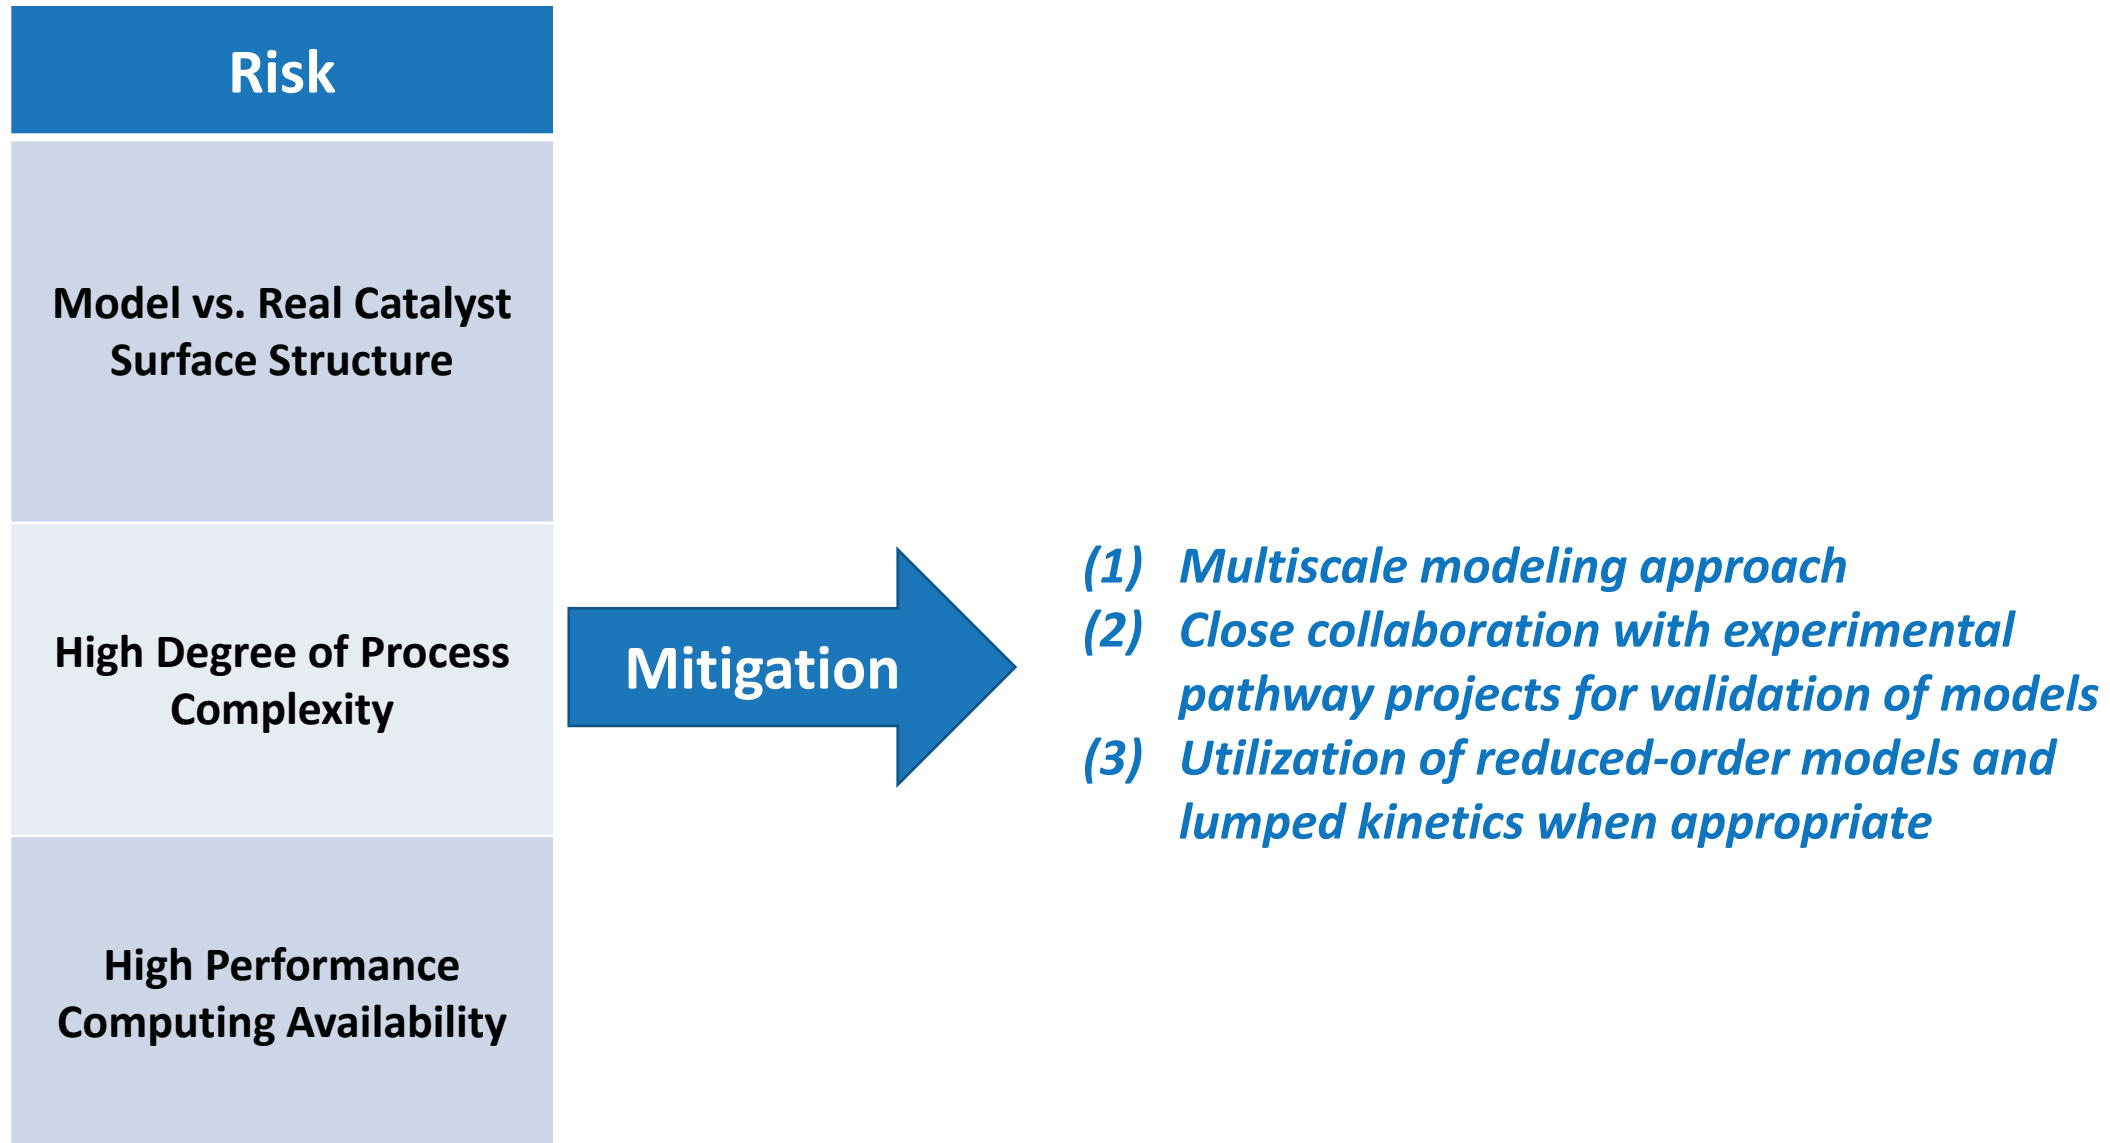 Risk
Model vs. Real Catalyst
Surface Structure
High Degree of Process
Complexity
High Performance
Computing Availability
Mitigation
(1) Multiscale modeling approach
(2) Close collaboration with experimental
pathway projects for validation of models
(3) Utilization of reduced-order models and
lumped kinetics when appropriate